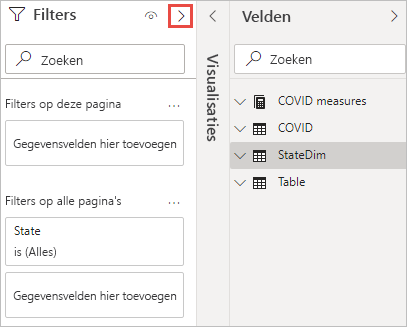 Filters
Zoeken
Filters op deze pagina
...
Gegevensvelden hier toevoegen
Filters op alle pagina's
...
State
is (Alles)
Gegevensvelden hier toevoegen
Visualisaties
Velden
Zoeken
COVID measures
COVID
StateDim
Table